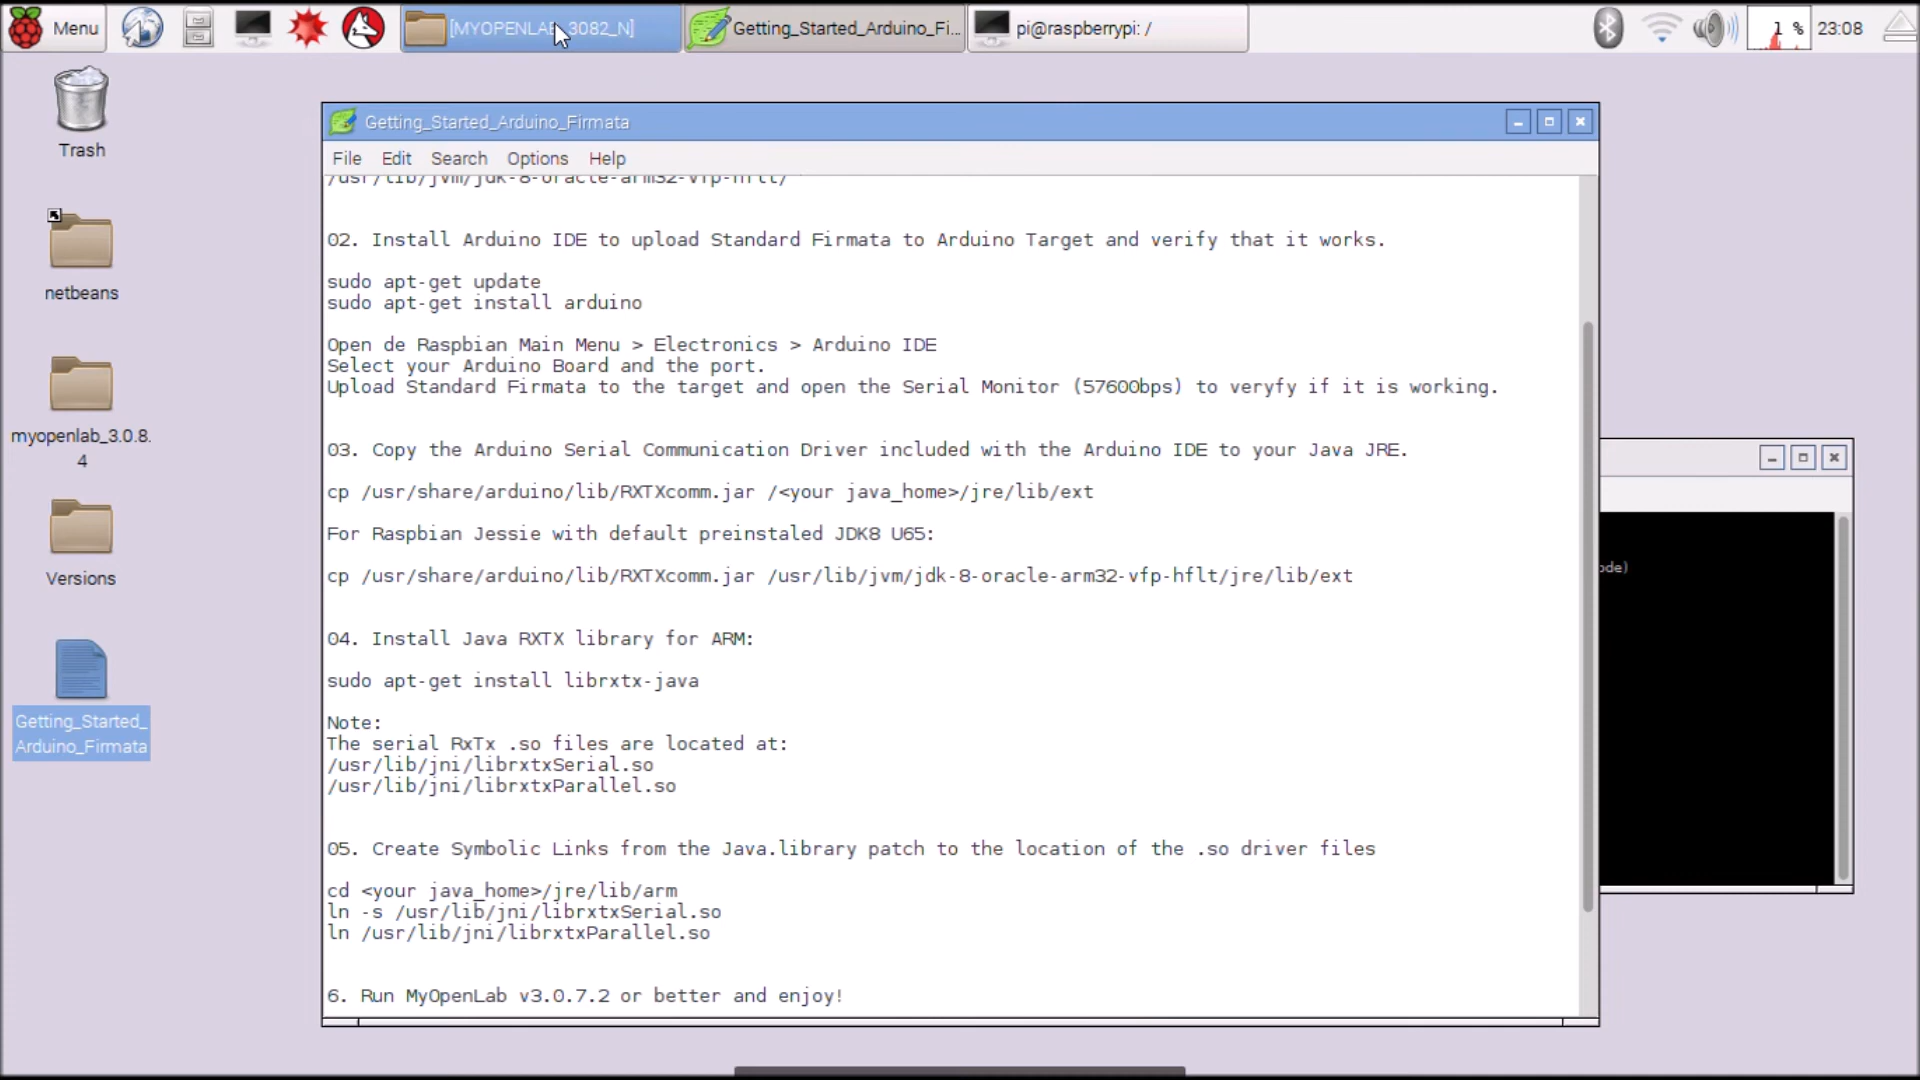 Menu
[MYOPENLAB_3082_N]
Getting_Started_Arduino_Fi...
pi@raspberrypi: /
1 %
23:08
Trash
netbeans
myopenlab_3.0.8.
4
Versions
Getting_Started_
Arduino_Firmata
Getting_Started_Arduino_Firmata
File Edit Search Options Help
/usr/lib/jvm/jdk-8-oracle-arm32-vfp-hflt/
02. Install Arduino IDE to upload Standard Firmata to Arduino Target and verify that it works.
sudo apt-get update
sudo apt-get install arduino
Open de Raspbian Main Menu > Electronics > Arduino IDE
Select your Arduino Board and the port.
Upload Standard Firmata to the target and open the Serial Monitor (57600bps) to veryfy if it is working.
03. Copy the Arduino Serial Communication Driver included with the Arduino IDE to your Java JRE.
cp /usr/share/arduino/lib/RXTXcomm.jar /<your java_home>/jre/lib/ext
For Raspbian Jessie with default preinstaled JDK8 U65:
cp /usr/share/arduino/lib/RXTXcomm.jar /usr/lib/jvm/jdk-8-oracle-arm32-vfp-hflt/jre/lib/ext
04. Install Java RXTX library for ARM:
sudo apt-get install librxtx-java
Note:
The serial RxTx .so files are located at:
/usr/lib/jni/librxtxSerial.so
/usr/lib/jni/librxtxParallel.so
05. Create Symbolic Links from the Java.library patch to the location of the .so driver files
cd <your java_home>/jre/lib/arm
ln -s /usr/lib/jni/librxtxSerial.so
ln /usr/lib/jni/librxtxParallel.so
6. Run MyOpenLab v3.0.7.2 or better and enjoy!
ode)